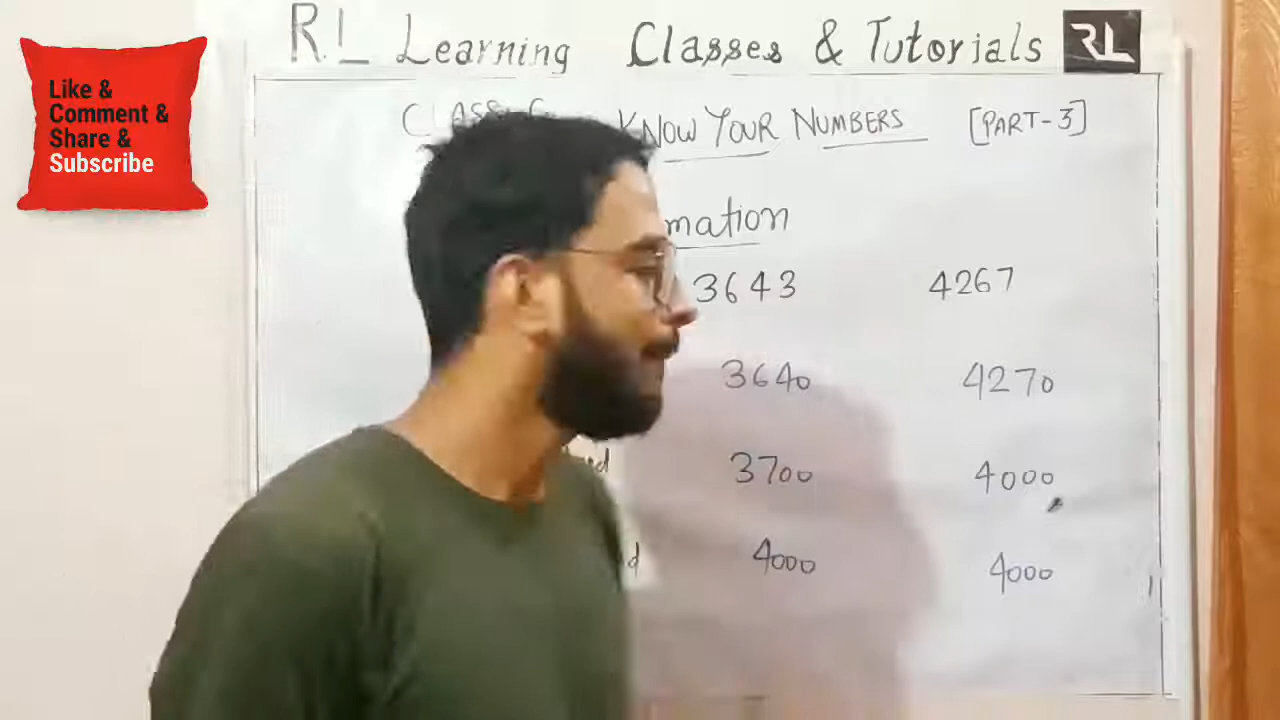 R.L Learning Classes & Tutorials RL
Like &
Comment &
Share &
Subscribe
CLASS KNOW YOUR NUMBERS [PART-3]
mation
3643 4267
3640 4270
3700 4000
4000 4000